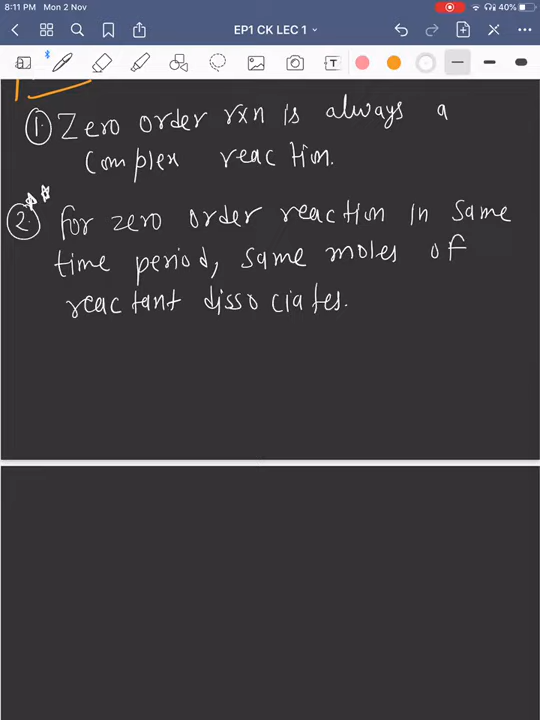 8:11 PM Mon 2 Nov
40%
EP1 CK LEC 1
T
1. Zero order rxn is always a
complex reaction.
2. for zero order reaction in same
time period, same moles of
reactant dissociates.